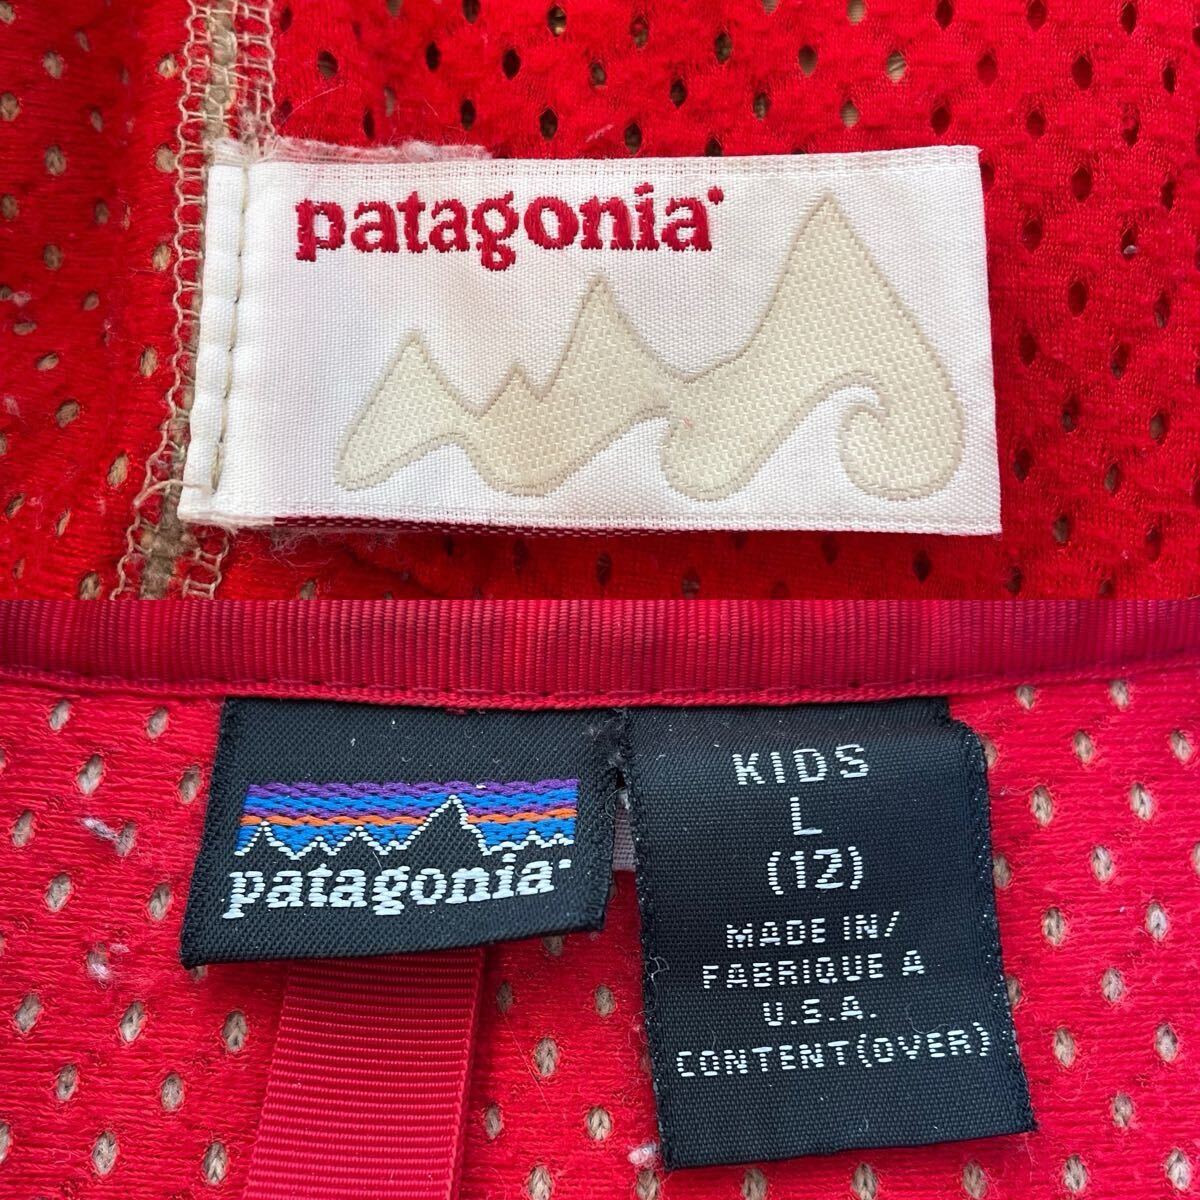 patagonia
patagonia
KIDS
L
(12)
MADE IN/
FABRIQUE A
U.S.A.
CONTENT(OVER)